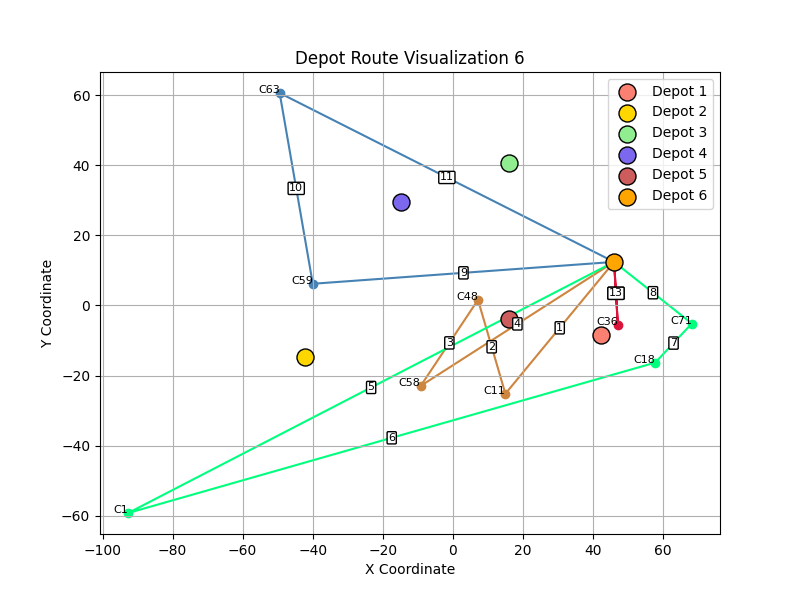 Depot Route Visualization 6
Depot 1
Depot 2
Depot 3
Depot 4
Depot 5
Depot 6
Y Coordinate
60
40
20
0
−20
−40
−60
C63
11
10
C59
9
13
8
C48
C36
C71
4
1
3
2
7
C18
C58
5
C11
6
C1
−100
−80
−60
−40
−20
0
20
40
60
X Coordinate